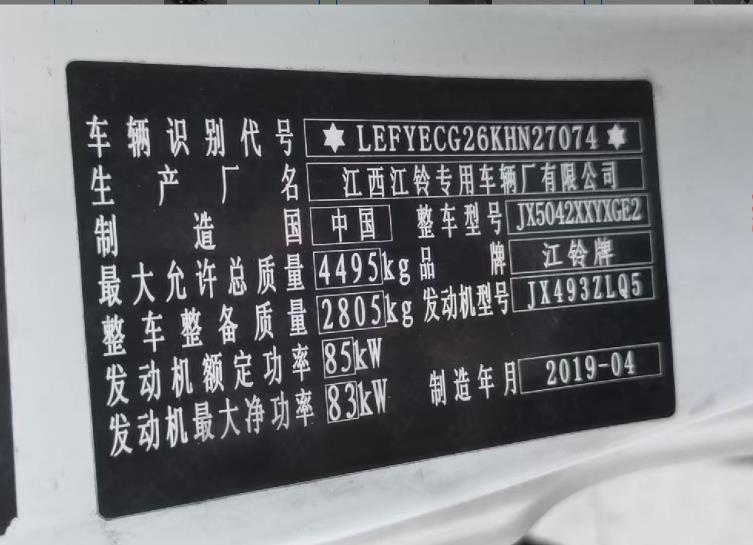 车辆识别代号 ✶LEFYECG26KHN27074✶
生产厂名 江西江铃专用车辆厂有限公司
制造国 中国 整车型号 JX5042XXYXGE2
最大允许总质量 4495kg 品牌 江铃牌
整车整备质量 2805kg 发动机型号 JX493ZLQ5
发动机额定功率 85kW
发动机最大净功率 83kW 制造年月 2019-04